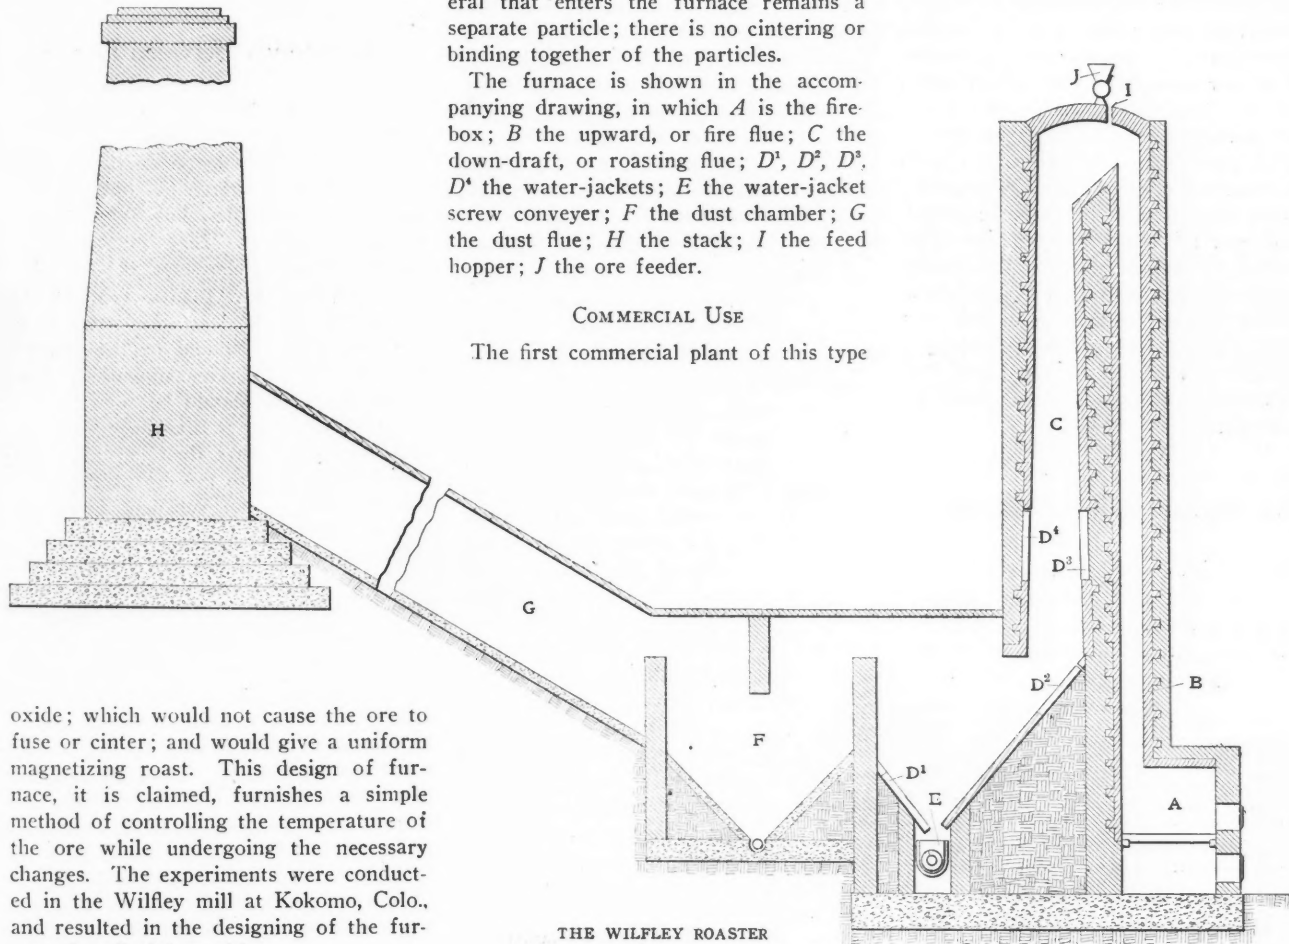 eral that enters the furnace remains a
separate particle; there is no cintering or
binding together of the particles.
The furnace is shown in the accom-
panying drawing, in which A is the fire-
box; B the upward, or fire flue; C the
down-draft, or roasting flue; D¹, D², D³,
D⁴ the water-jackets; E the water-jacket
screw conveyer; F the dust chamber; G
the dust flue; H the stack; I the feed
hopper; J the ore feeder.
COMMERCIAL USE
The first commercial plant of this type
J
I
H
C
D⁴
D³
G
D²
B
F
D¹
E
A
oxide; which would not cause the ore to
fuse or cinter; and would give a uniform
magnetizing roast. This design of fur-
nace, it is claimed, furnishes a simple
method of controlling the temperature of
the ore while undergoing the necessary
changes. The experiments were conduct-
ed in the Wilfley mill at Kokomo, Colo.,
and resulted in the designing of the fur-
THE WILFLEY ROASTER